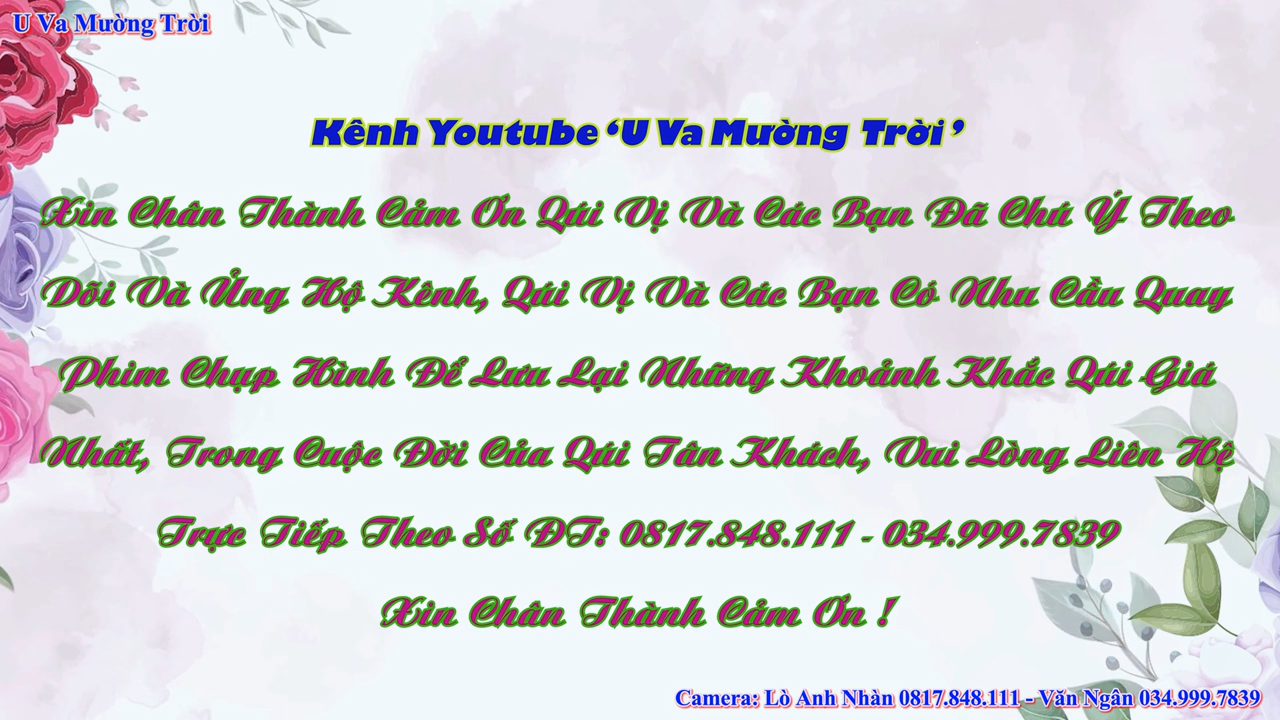 U Va Mường Trời
Kênh Youtube ‘U Va Mường Trời’
Xin Chân Thành Cảm Ơn Qúi Vị Và Các Bạn Đã Chú Ý Theo
Dõi Và Ủng Hộ Kênh, Qúi Vị Và Các Bạn Có Nhu Cầu Quay
Phim Chụp Hình Để Lưu Lại Những Khoảnh Khắc Qúi Giá
Nhất, Trong Cuộc Đời Của Qúi Tân Khách, Vui Lòng Liên Hệ
Trực Tiếp Theo Số ĐT: 0817.848.111 - 034.999.7839
Xin Chân Thành Cảm Ơn !
Camera: Lò Anh Nhàn 0817.848.111 - Văn Ngân 034.999.7839